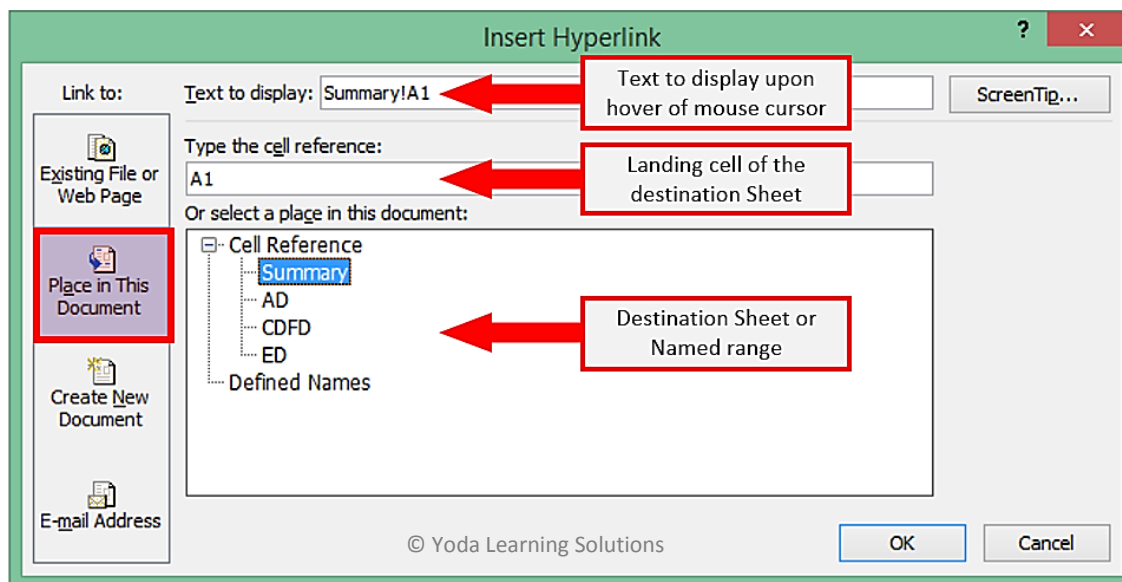 Insert Hyperlink
?
×
Link to:
Text to display: Summary!A1
Text to display upon
hover of mouse cursor
ScreenTip...
Existing File or
Web Page
Type the cell reference:
A1
Landing cell of the
destination Sheet
Or select a place in this document:
Place in This
Document
Cell Reference
Summary
AD
CDFD
ED
Defined Names
Destination Sheet or
Named range
Create New
Document
E-mail Address
© Yoda Learning Solutions
OK
Cancel